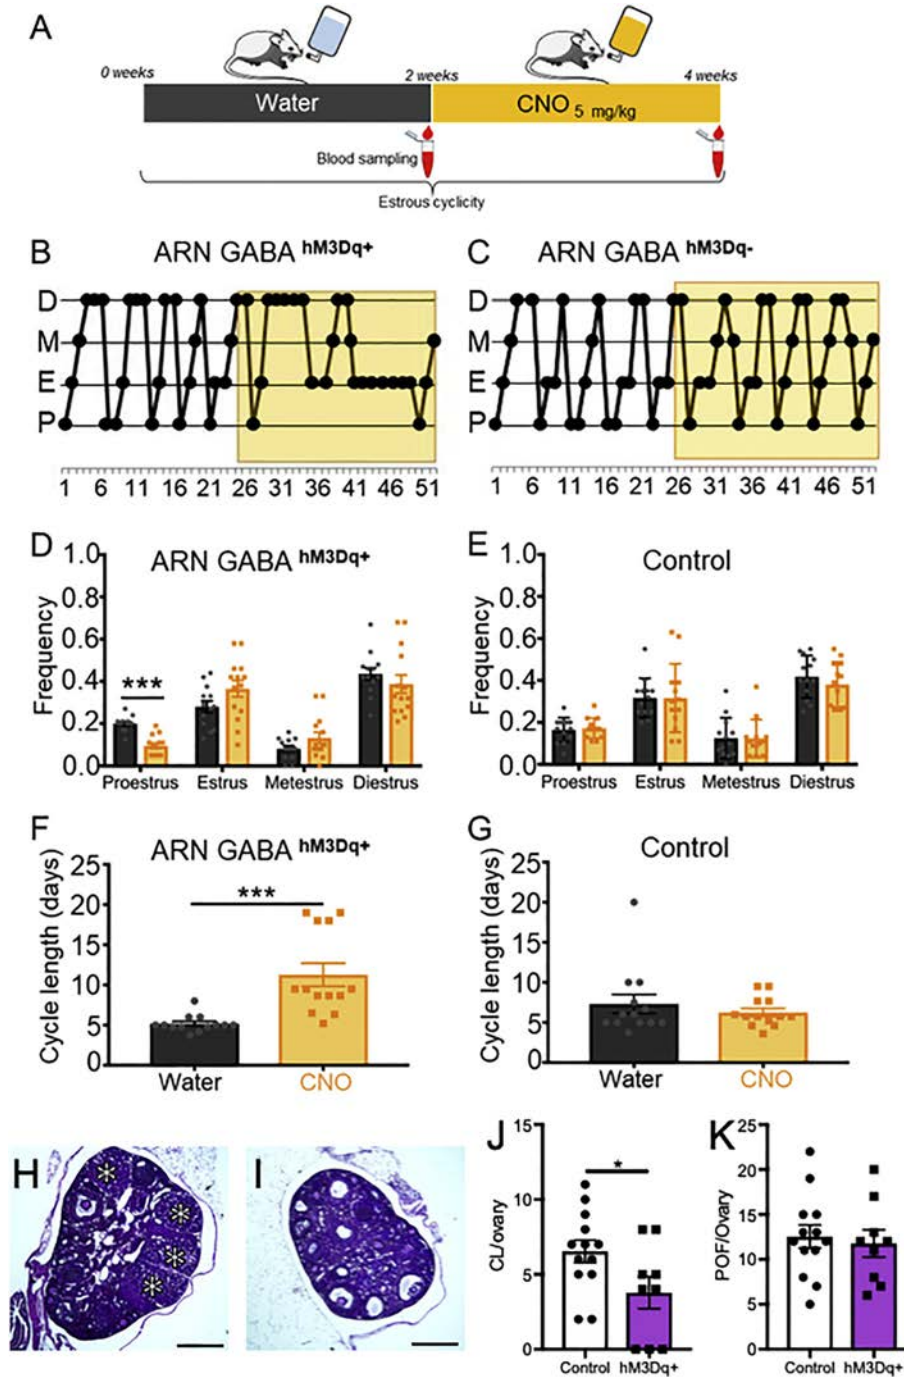 A
0 weeks
2 weeks
4 weeks
Water
CNO 5 mg/kg
Blood sampling
Estrous cyclicity
B
ARN GABA hM3Dq+
D
M
E
P
1 6 11 16 21 26 31 36 41 46 51
C
ARN GABA hM3Dq-
D
M
E
P
1 6 11 16 21 26 31 36 41 46 51
D
ARN GABA hM3Dq+
Frequency
1.0
0.8
0.6
0.4
0.2
0.0
***
Proestrus Estrus Metestrus Diestrus
E
Control
Frequency
1.0
0.8
0.6
0.4
0.2
0.0
Proestrus Estrus Metestrus Diestrus
F
ARN GABA hM3Dq+
Cycle length (days)
25
20
15
10
5
0
***
Water CNO
G
Control
Cycle length (days)
25
20
15
10
5
0
Water CNO
H
* * * *
I
J
CL/ovary
15
10
5
0
*
Control hM3Dq+
K
POF/Ovary
25
20
15
10
5
0
Control hM3Dq+